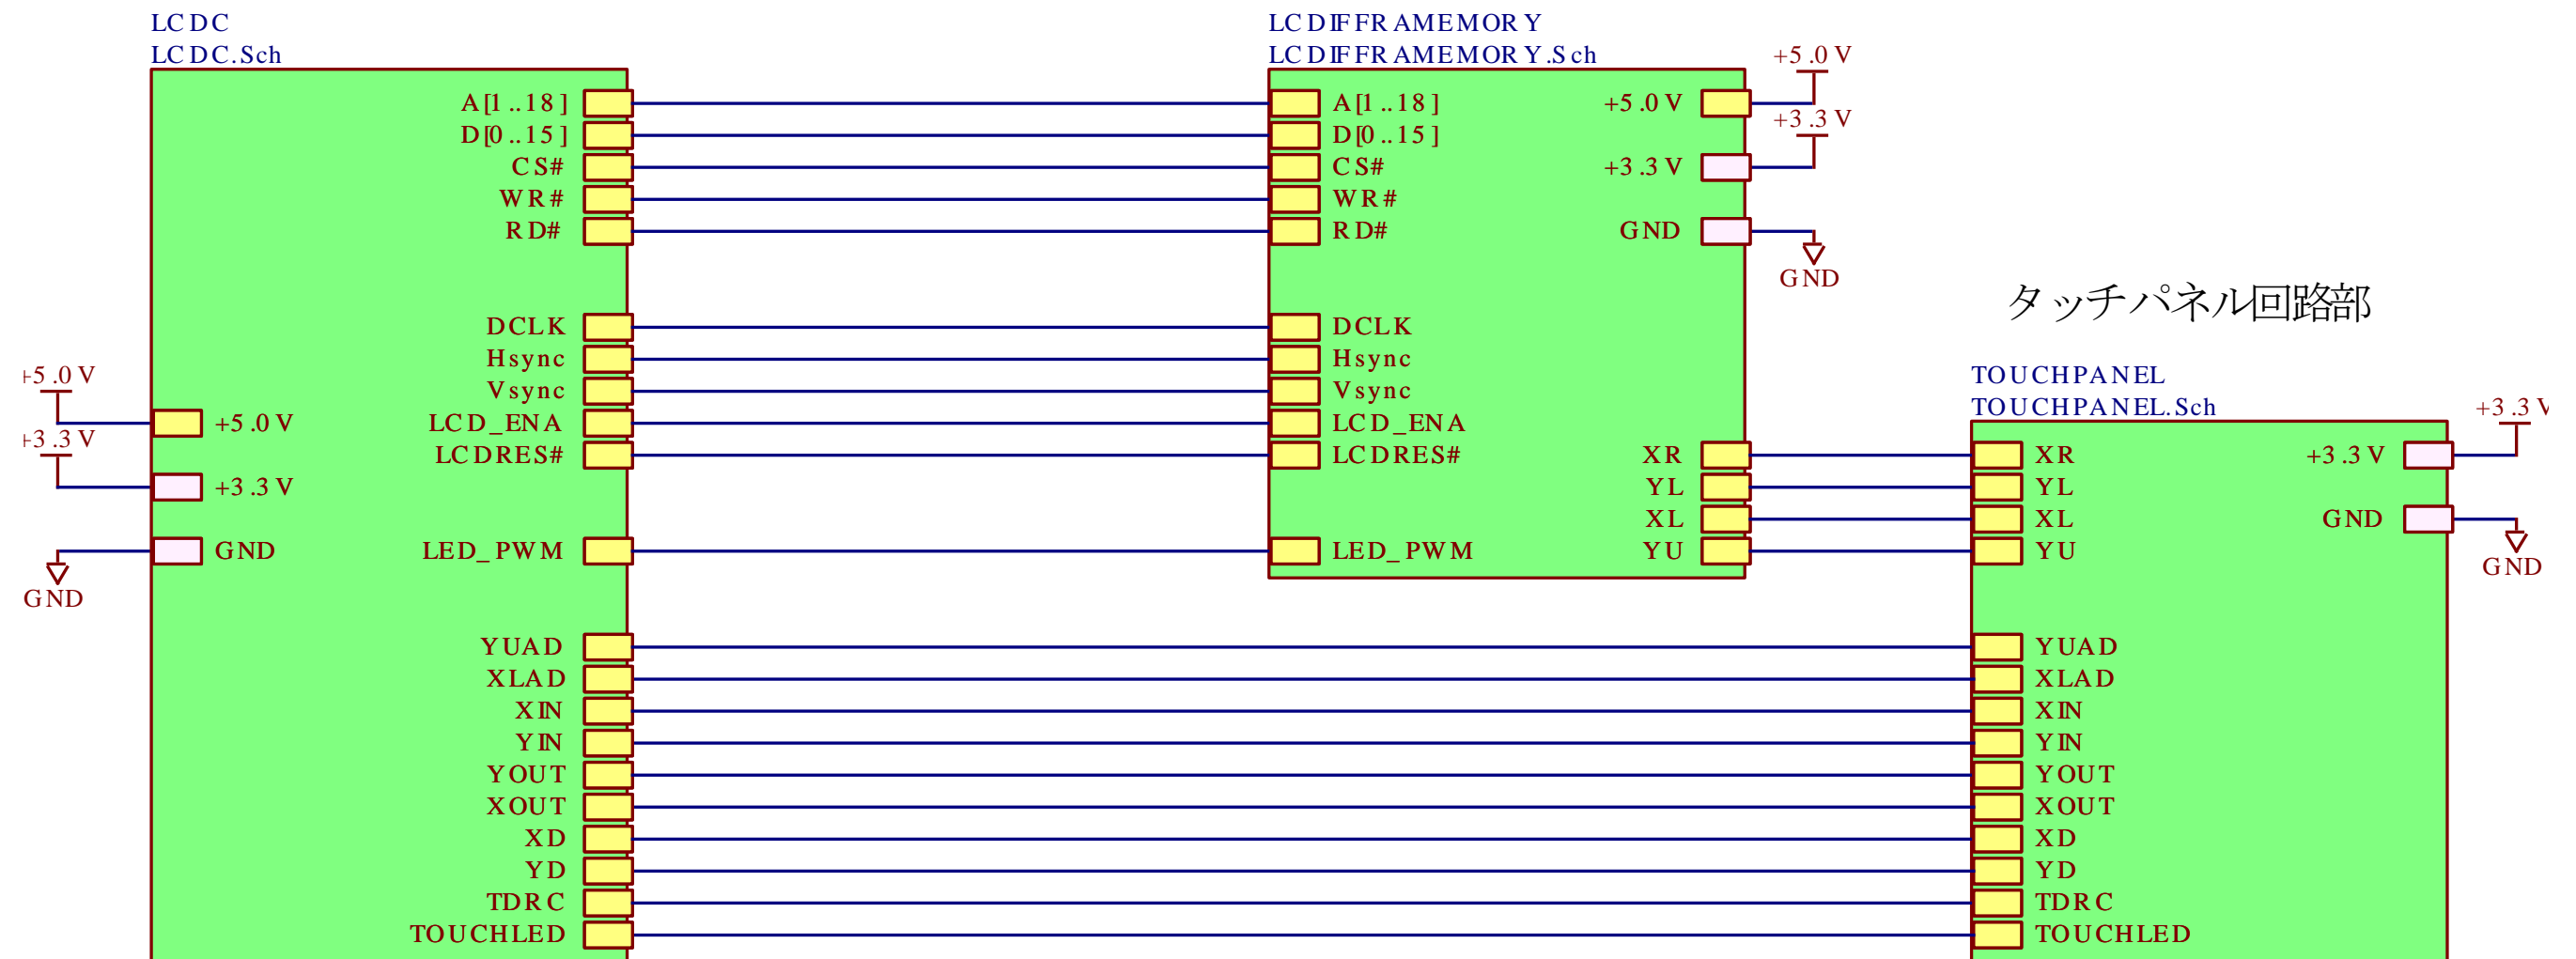 LCDC
LCDC.Sch
A[1..18]
D[0..15]
CS#
WR#
RD#
DCLK
Hsync
Vsync
LCD_ENA
LCDRES#
LED_PWM
YUAD
XLAD
XIN
YIN
YOUT
XOUT
XD
YD
TDRC
TOUCHLED
+5.0V
+5.0V
+3.3V
+3.3V
GND
GND
LCDIFFRAMEMORY
LCDIFFRAMEMORY.Sch
A[1..18]
D[0..15]
CS#
WR#
RD#
DCLK
Hsync
Vsync
LCD_ENA
LCDRES#
LED_PWM
+5.0V
+5.0V
+3.3V
+3.3V
GND
GND
XR
YL
XL
YU
タッチパネル回路部
TOUCHPANEL
TOUCHPANEL.Sch
XR
YL
XL
YU
YUAD
XLAD
XIN
YIN
YOUT
XOUT
XD
YD
TDRC
TOUCHLED
+3.3V
+3.3V
GND
GND